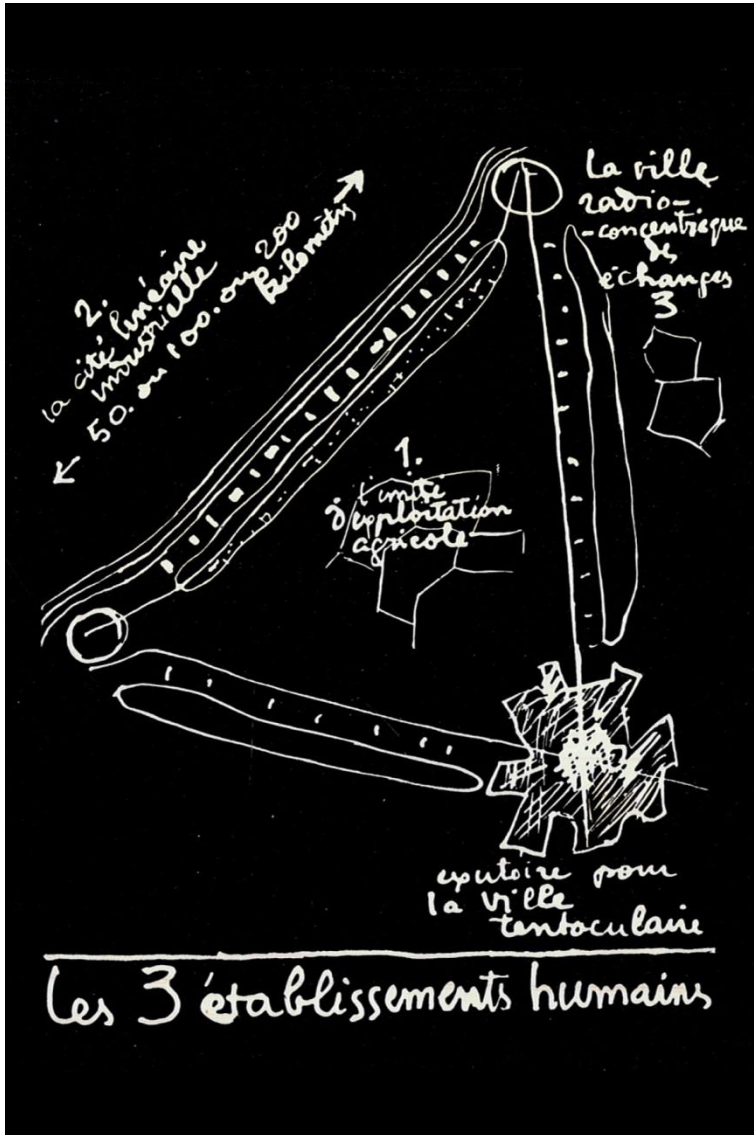 2.
la cité linéaire
industrielle
50. ou 100. ou 200
kilomètres
La ville
radio-
-concentrique
des
échanges
3
1.
l'unité
d'exploitation
agricole
exutoire pour
la ville
tentaculaire
Les 3 établissements humains